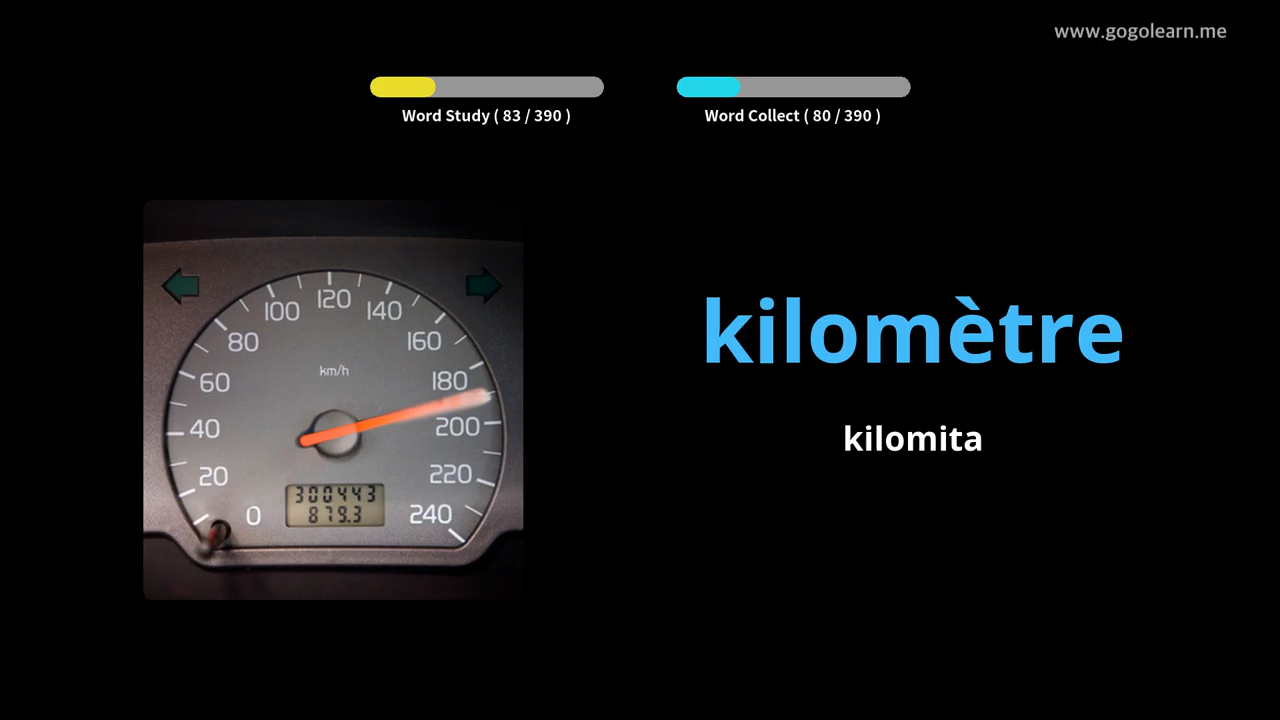 www.gogolearn.me
Word Study ( 83 / 390 )
Word Collect ( 80 / 390 )
kilomètre
kilomita
120
100
140
80
160
km/h
60
180
40
200
20
220
300443
879.3
0
240